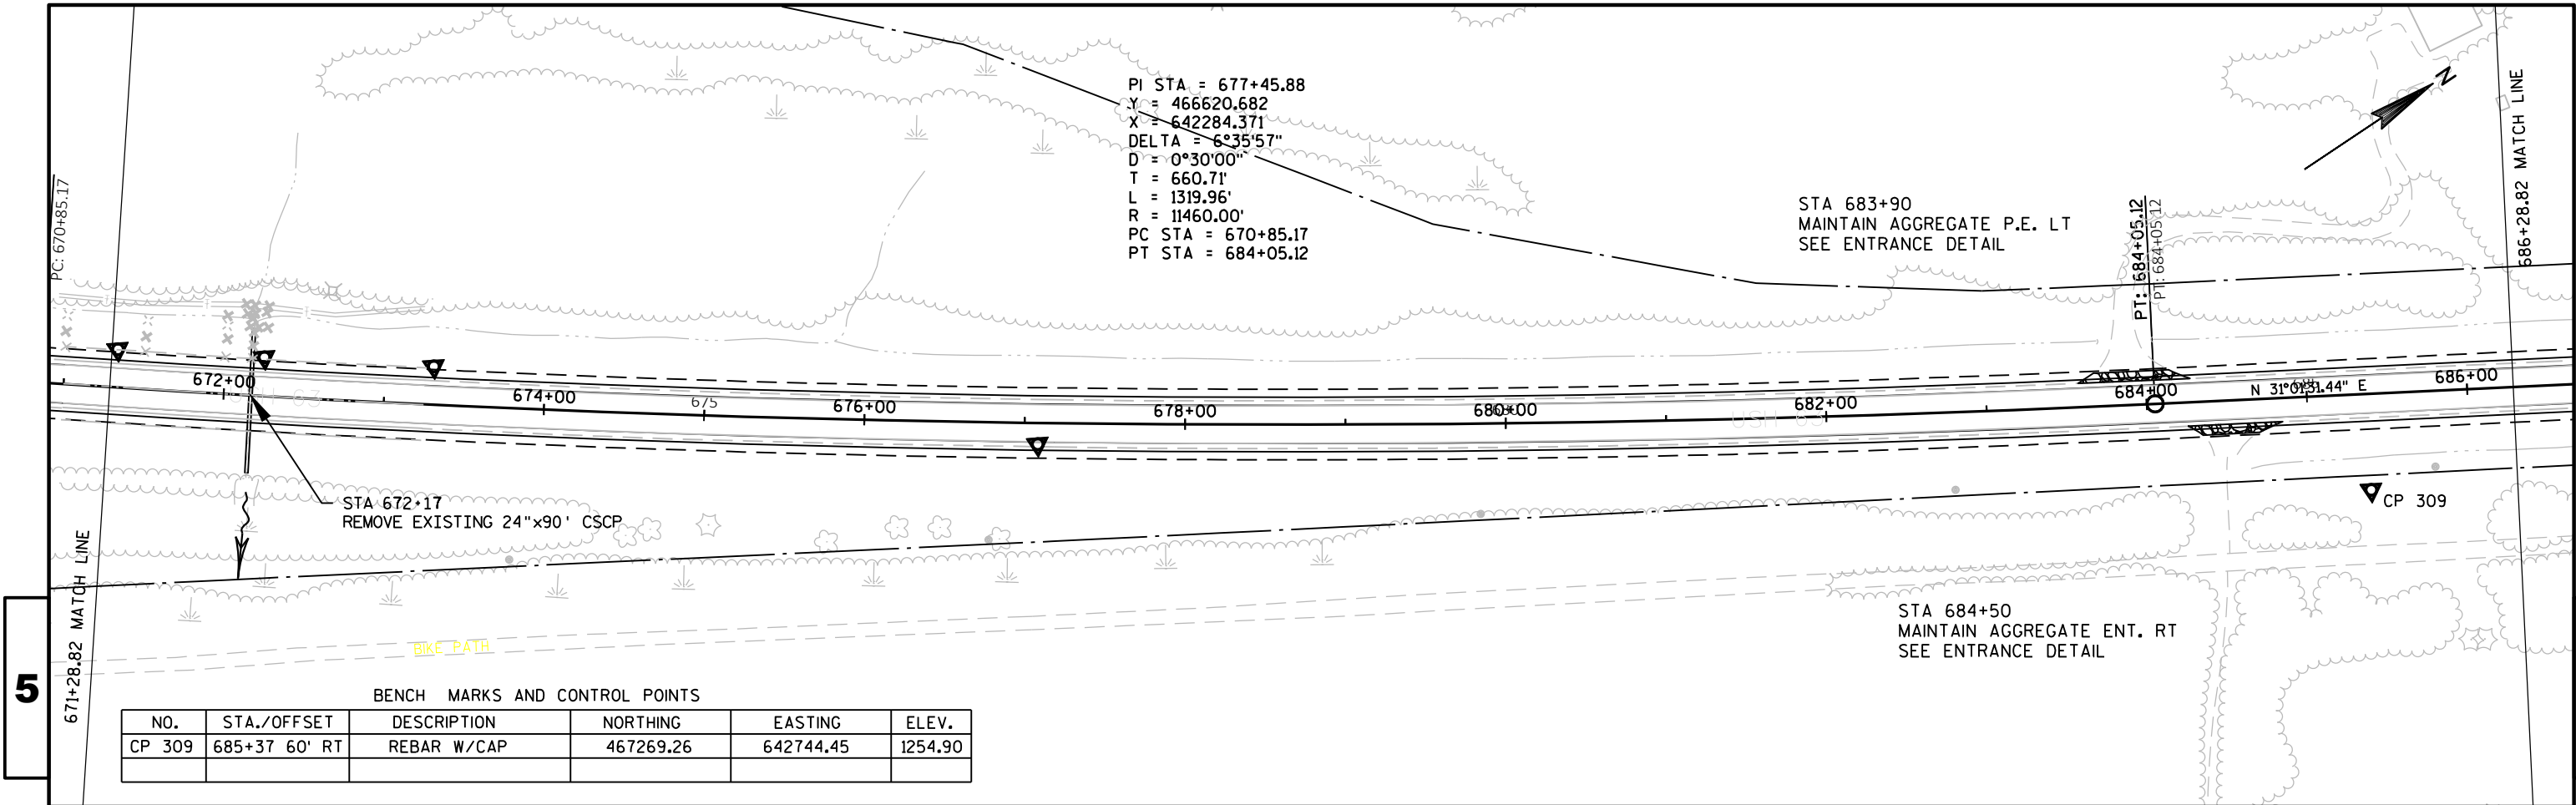 PI STA = 677+45.88
Y = 466620.682
X = 642284.371
DELTA = 6°35'57"
D = 0°30'00"
T = 660.71'
L = 1319.96'
R = 11460.00'
PC STA = 670+85.17
PT STA = 684+05.12
N
686+28.82 MATCH LINE
PC: 670+85.17
STA 683+90
MAINTAIN AGGREGATE P.E. LT
SEE ENTRANCE DETAIL
PT: 684+05.12
PT: 684+05.12
672+00
674+00
675
676+00
678+00
680+00
USH 63
682+00
684+00
N 31°01'31.44" E
686+00
STA 672+17
REMOVE EXISTING 24"x90' CSCP
CP 309
671+28.82 MATCH LINE
BIKE PATH
STA 684+50
MAINTAIN AGGREGATE ENT. RT
SEE ENTRANCE DETAIL
5
BENCH MARKS AND CONTROL POINTS
NO. STA./OFFSET DESCRIPTION NORTHING EASTING ELEV.
CP 309 685+37 60' RT REBAR W/CAP 467269.26 642744.45 1254.90